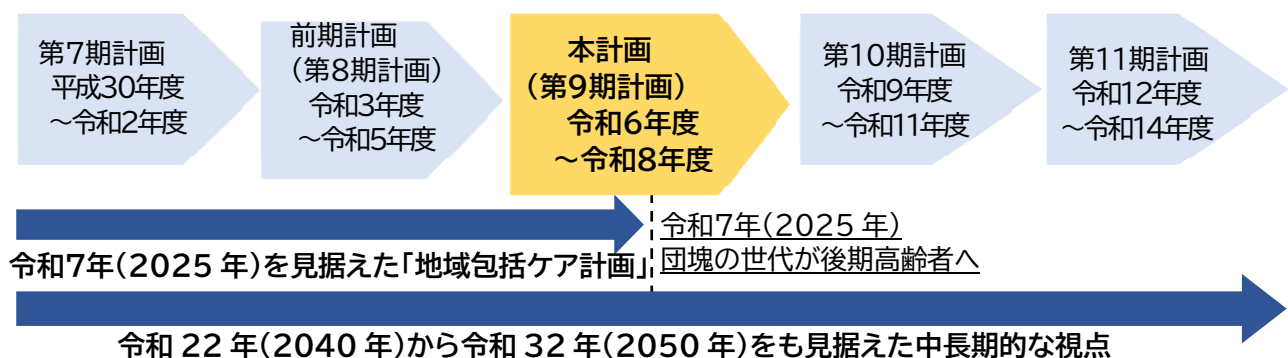 第7期計画
平成30年度
～令和2年度
前期計画
（第8期計画）
令和3年度
～令和5年度
本計画
（第9期計画）
令和6年度
～令和8年度
第10期計画
令和9年度
～令和11年度
第11期計画
令和12年度
～令和14年度
令和7年（2025 年）
団塊の世代が後期高齢者へ
令和7年（2025 年）を見据えた「地域包括ケア計画」
令和 22 年（2040 年）から令和 32 年（2050 年）をも見据えた中長期的な視点